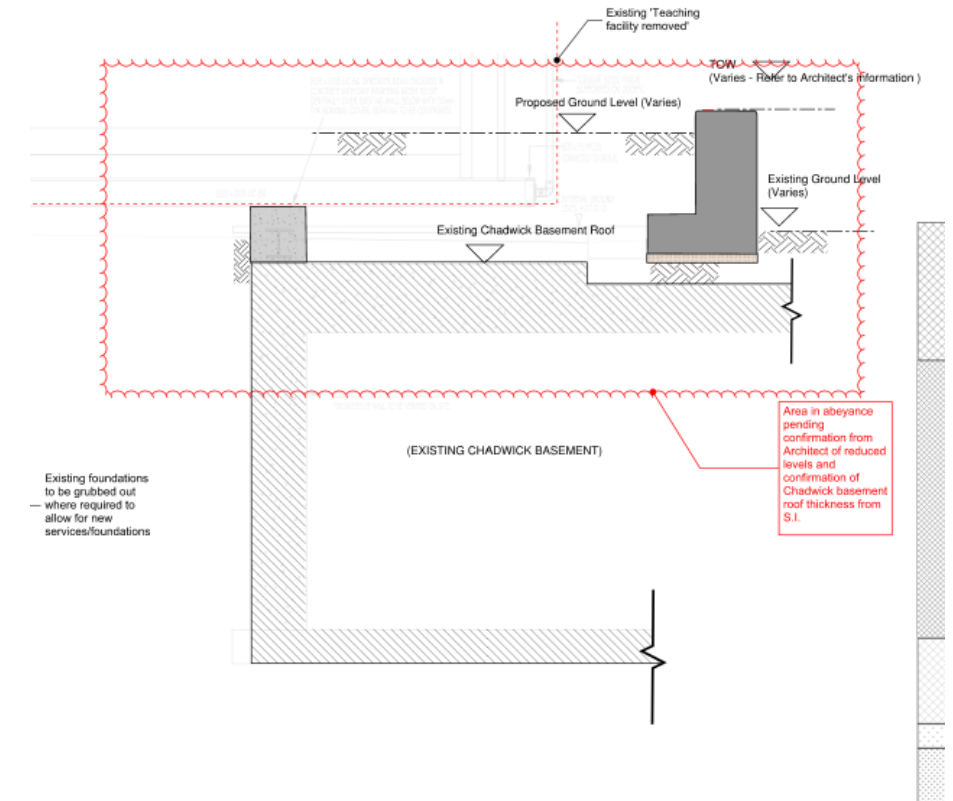 Existing 'Teaching
facility removed'
TOW
(Varies - Refer to Architect's information )
Proposed Ground Level (Varies)
Existing Ground Level
(Varies)
Existing Chadwick Basement Roof
Area in abeyance
pending
confirmation from
Architect of reduced
levels and
confirmation of
Chadwick basement
roof thickness from
S.I.
(EXISTING CHADWICK BASEMENT)
Existing foundations
to be grubbed out
where required to
allow for new
services/foundations